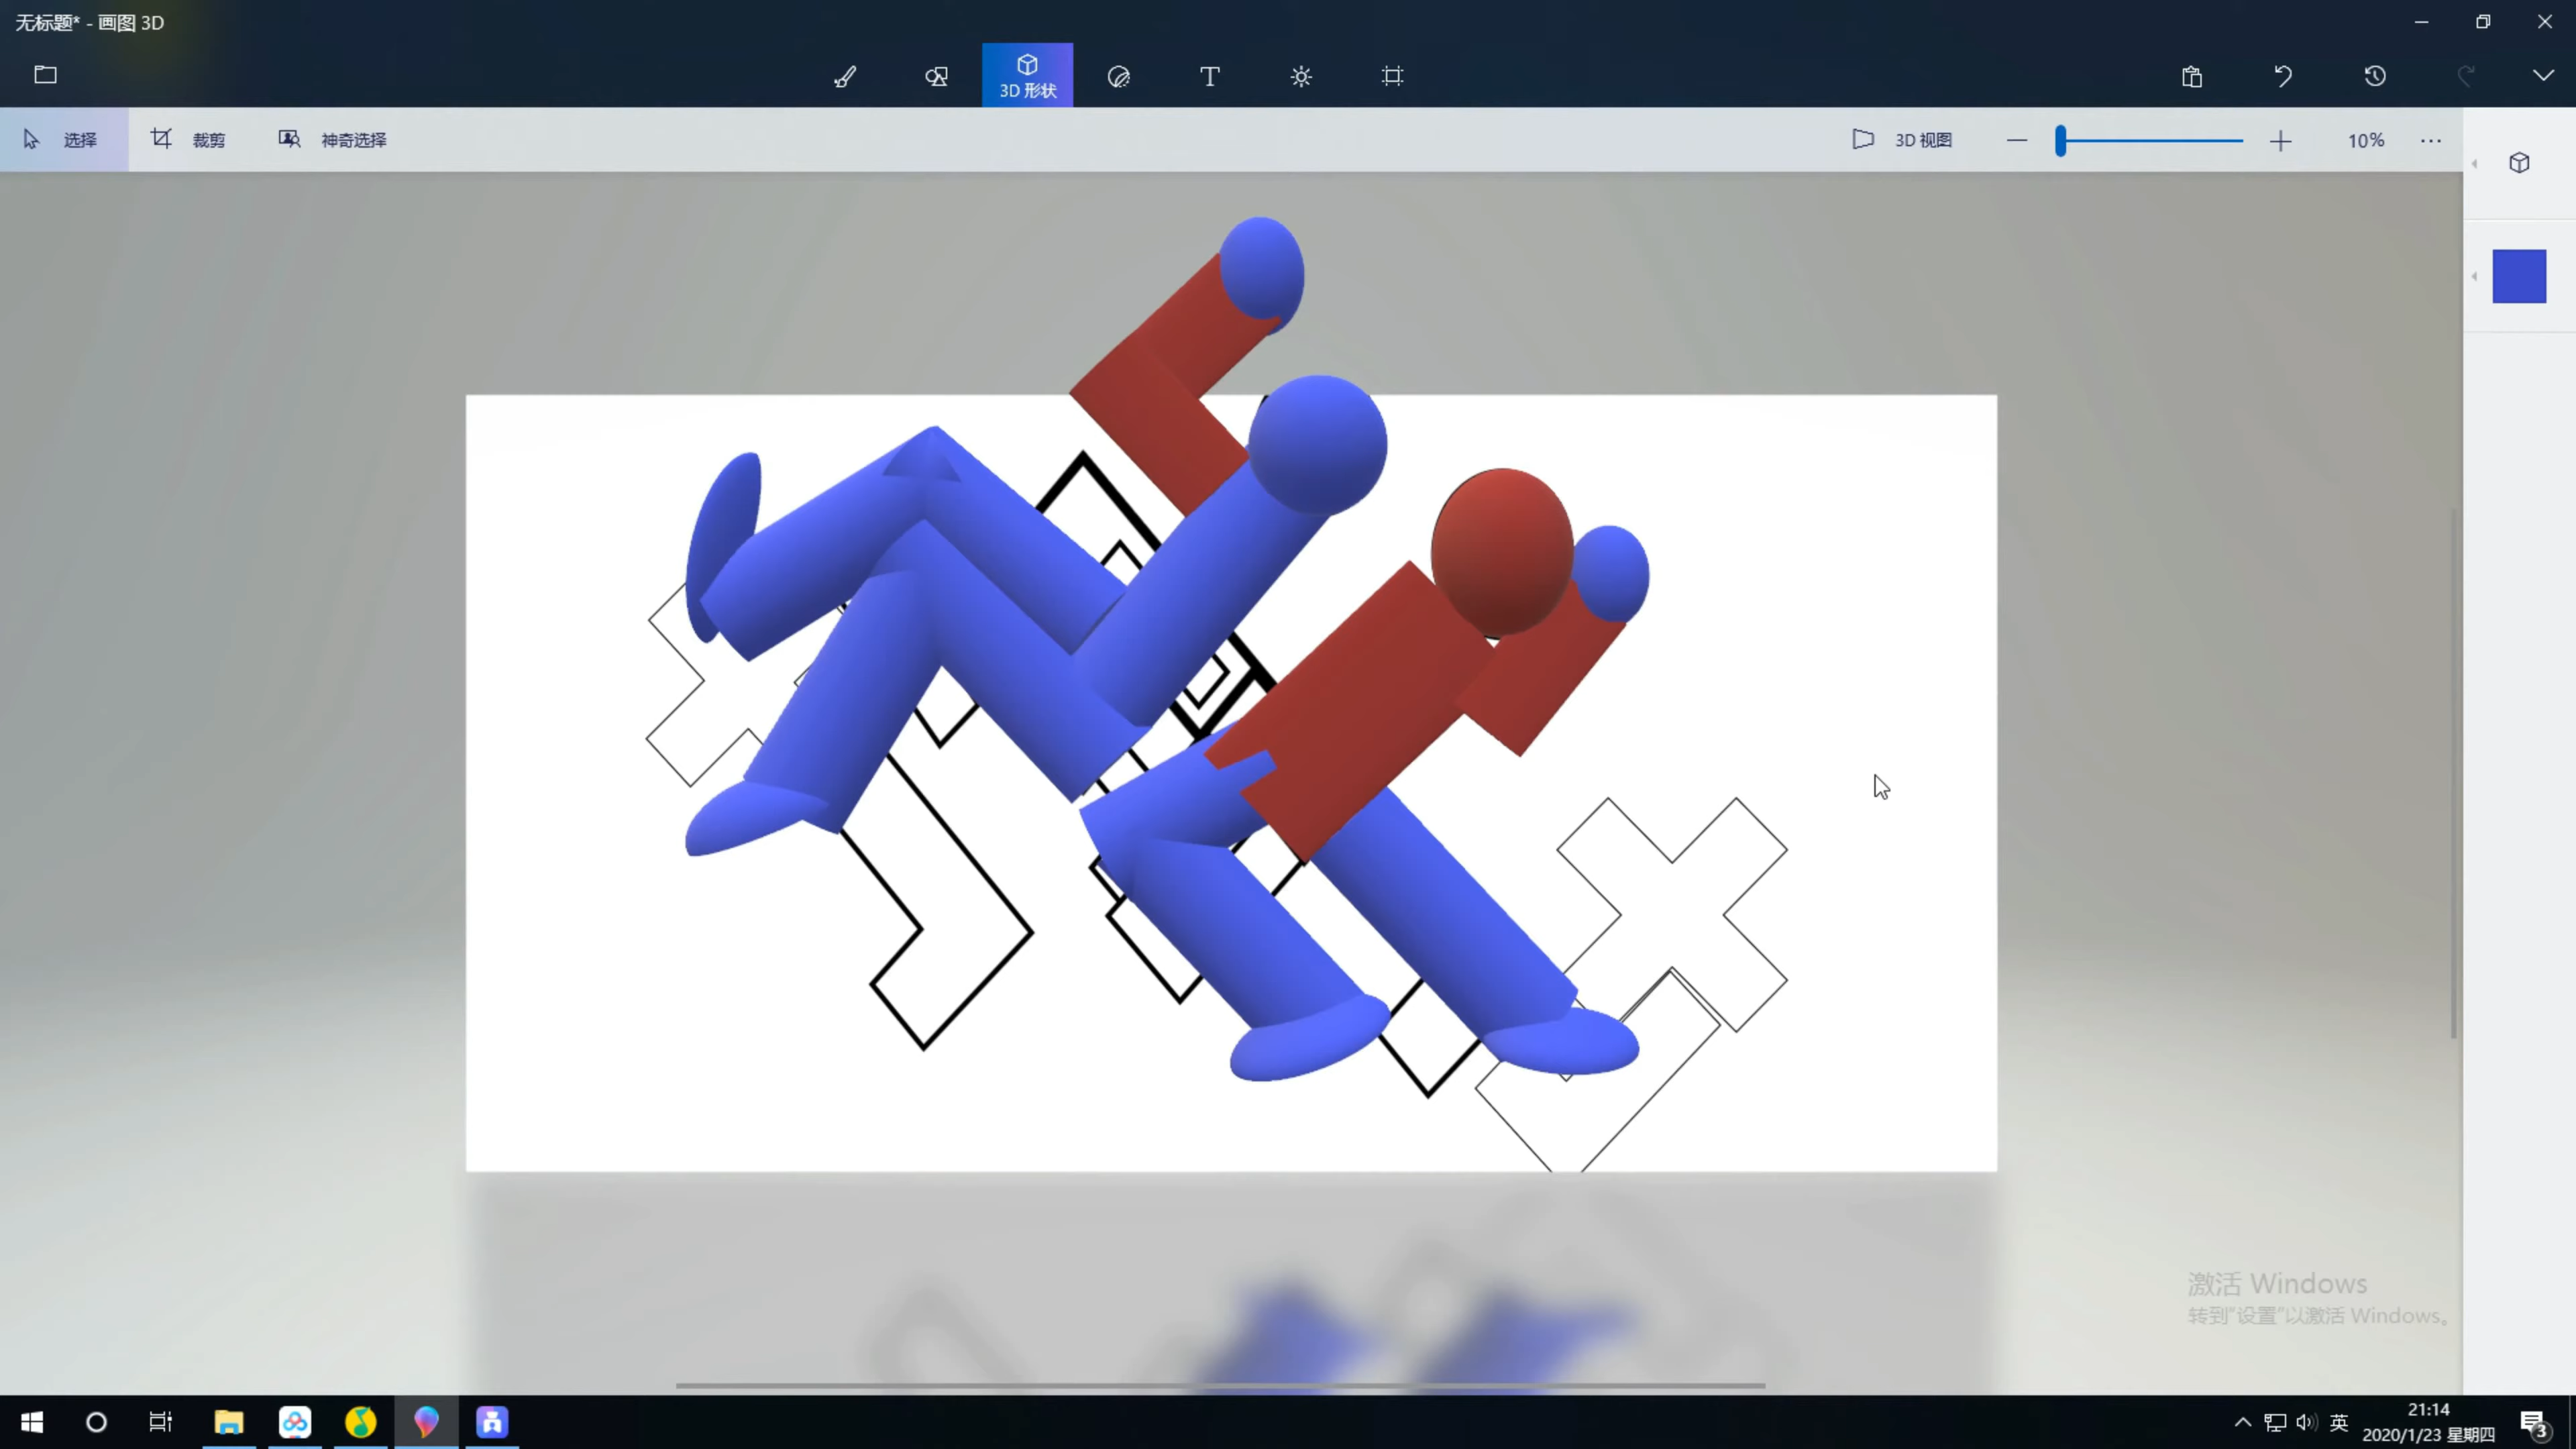 无标题* - 画图 3D
3D 形状
选择
裁剪
神奇选择
3D 视图
10%
激活 Windows
转到"设置"以激活 Windows。
英
21:14
2020/1/23 星期四
3